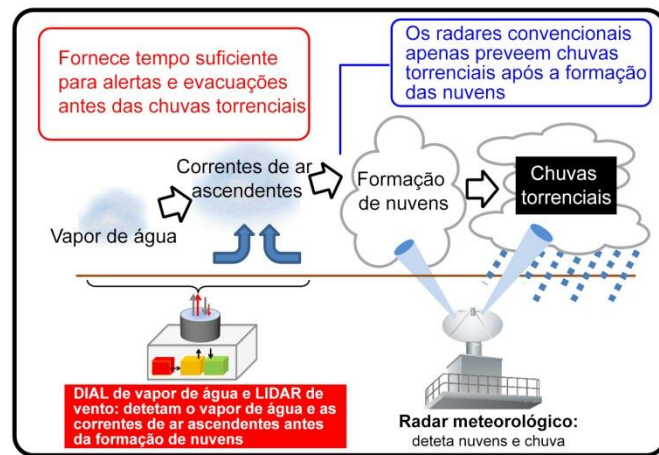 Fornece tempo suficiente
para alertas e evacuações
antes das chuvas torrenciais
Os radares convencionais
apenas preveem chuvas
torrenciais após a formação
das nuvens
Vapor de água
Correntes de ar
ascendentes
Formação
de nuvens
Chuvas
torrenciais
DIAL de vapor de água e LIDAR de
vento: detetam o vapor de água e as
correntes de ar ascendentes antes
da formação de nuvens
Radar meteorológico:
deteta nuvens e chuva